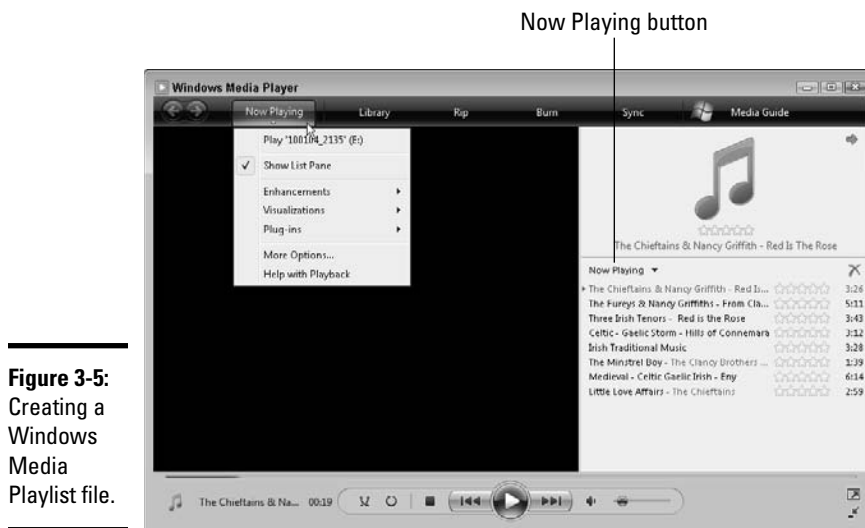 Now Playing button
Windows Media Player
Now Playing
Library
Rip
Burn
Sync
Media Guide
Play '100104_2135' (E:)
Show List Pane
Enhancements
Visualizations
Plug-ins
More Options...
Help with Playback
The Chieftains & Nancy Griffith - Red Is The Rose
Now Playing
The Chieftains & Nancy Griffith - Red Is... 3:26
The Fureys & Nancy Griffiths - From Cla... 5:11
Three Irish Tenors - Red is the Rose 3:43
Celtic - Gaelic Storm - Hills of Connemara 3:12
Irish Traditional Music 3:28
The Minstrel Boy - The Clancy Brothers ... 1:39
Medieval - Celtic Gaelic Irish - Eny 6:14
Little Love Affairs - The Chieftains 2:59
The Chieftains & Na... 00:19
Figure 3-5:
Creating a
Windows
Media
Playlist file.